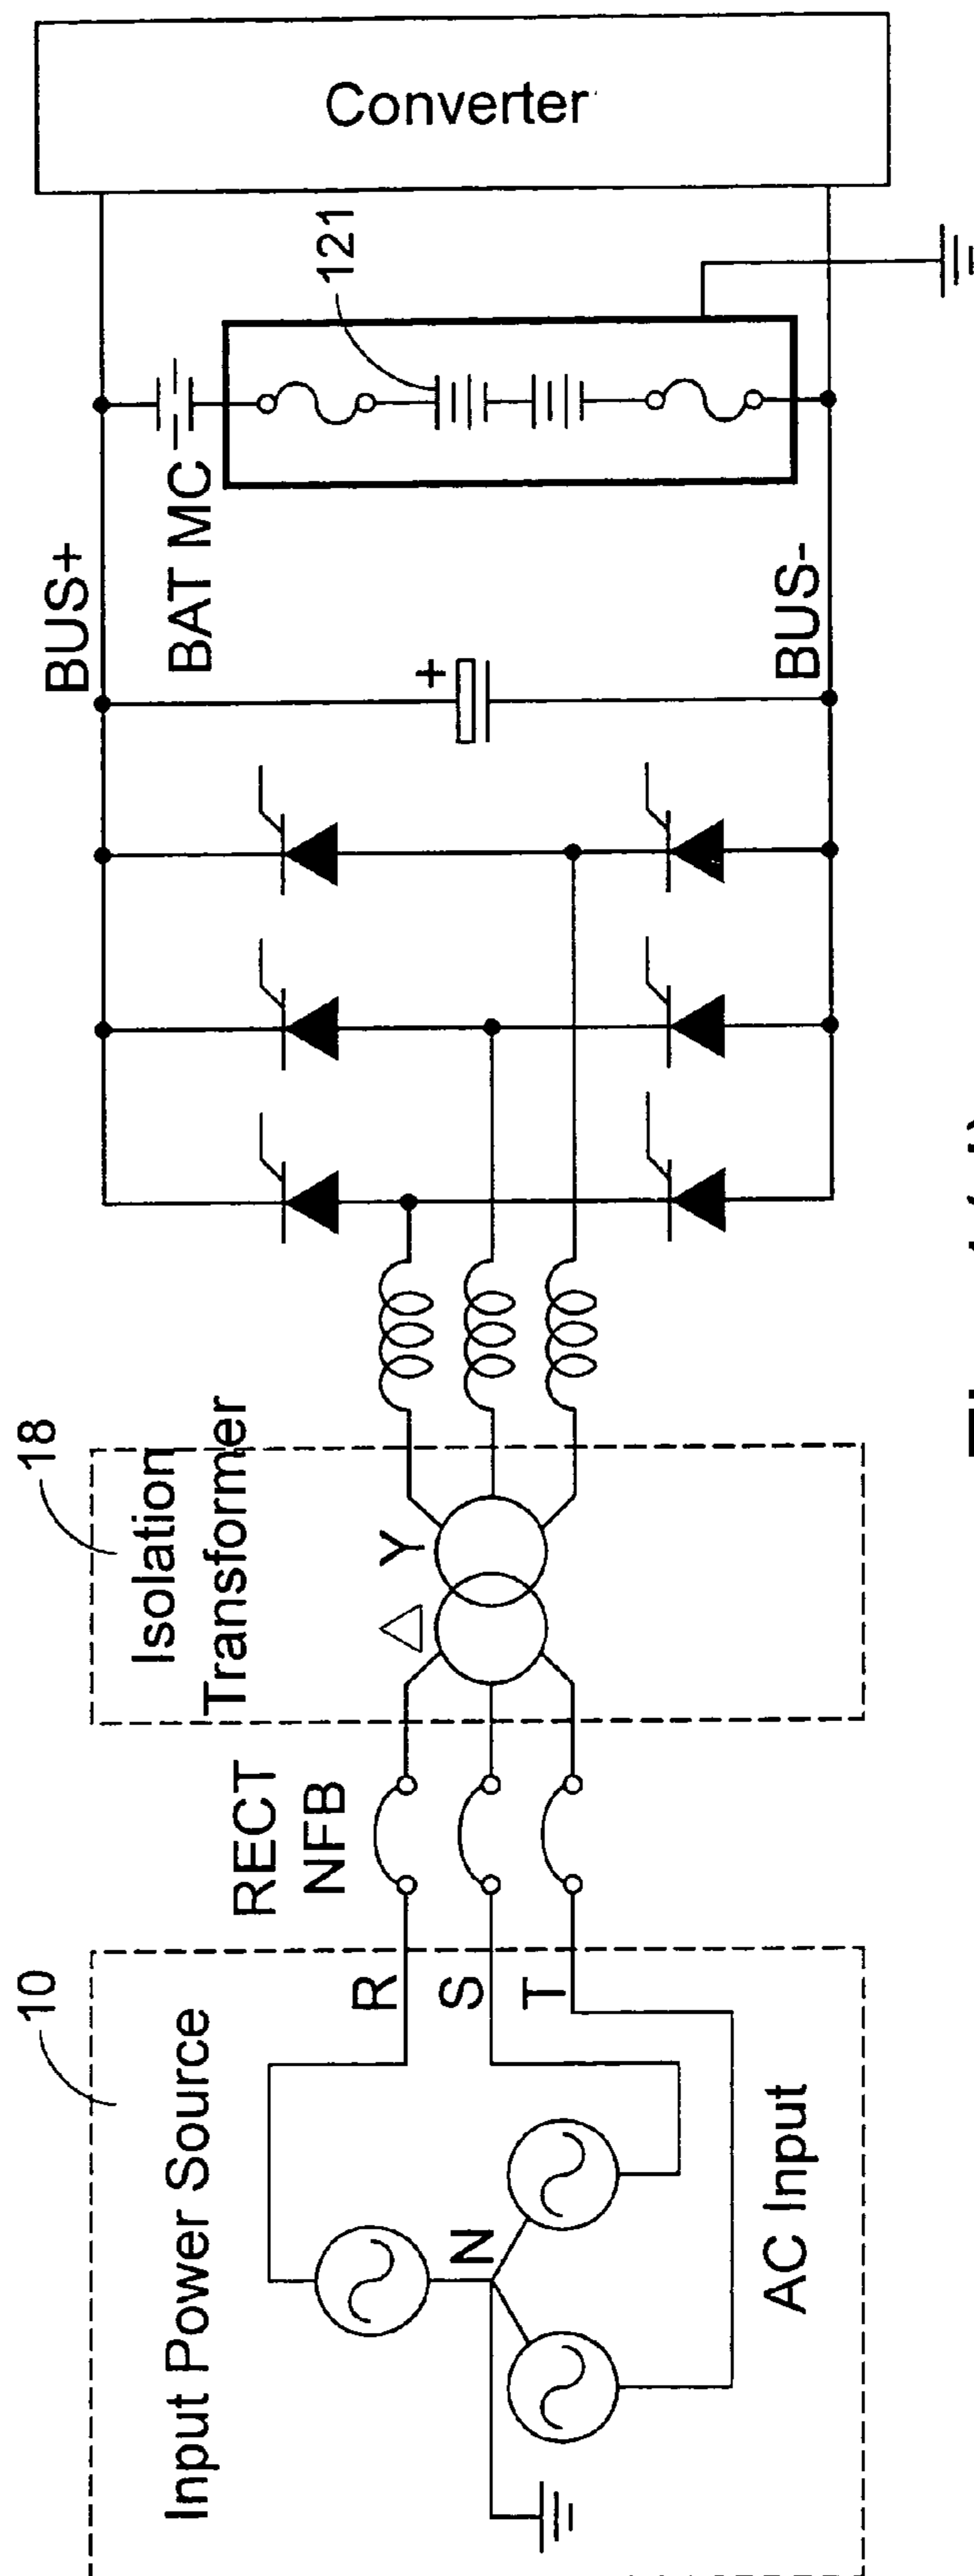 10
Input Power Source
N
R
S
T
AC Input
RECT
NFB
18
Isolation
Transformer
Y
BUS+
BAT MC
+
BUS-
121
Converter